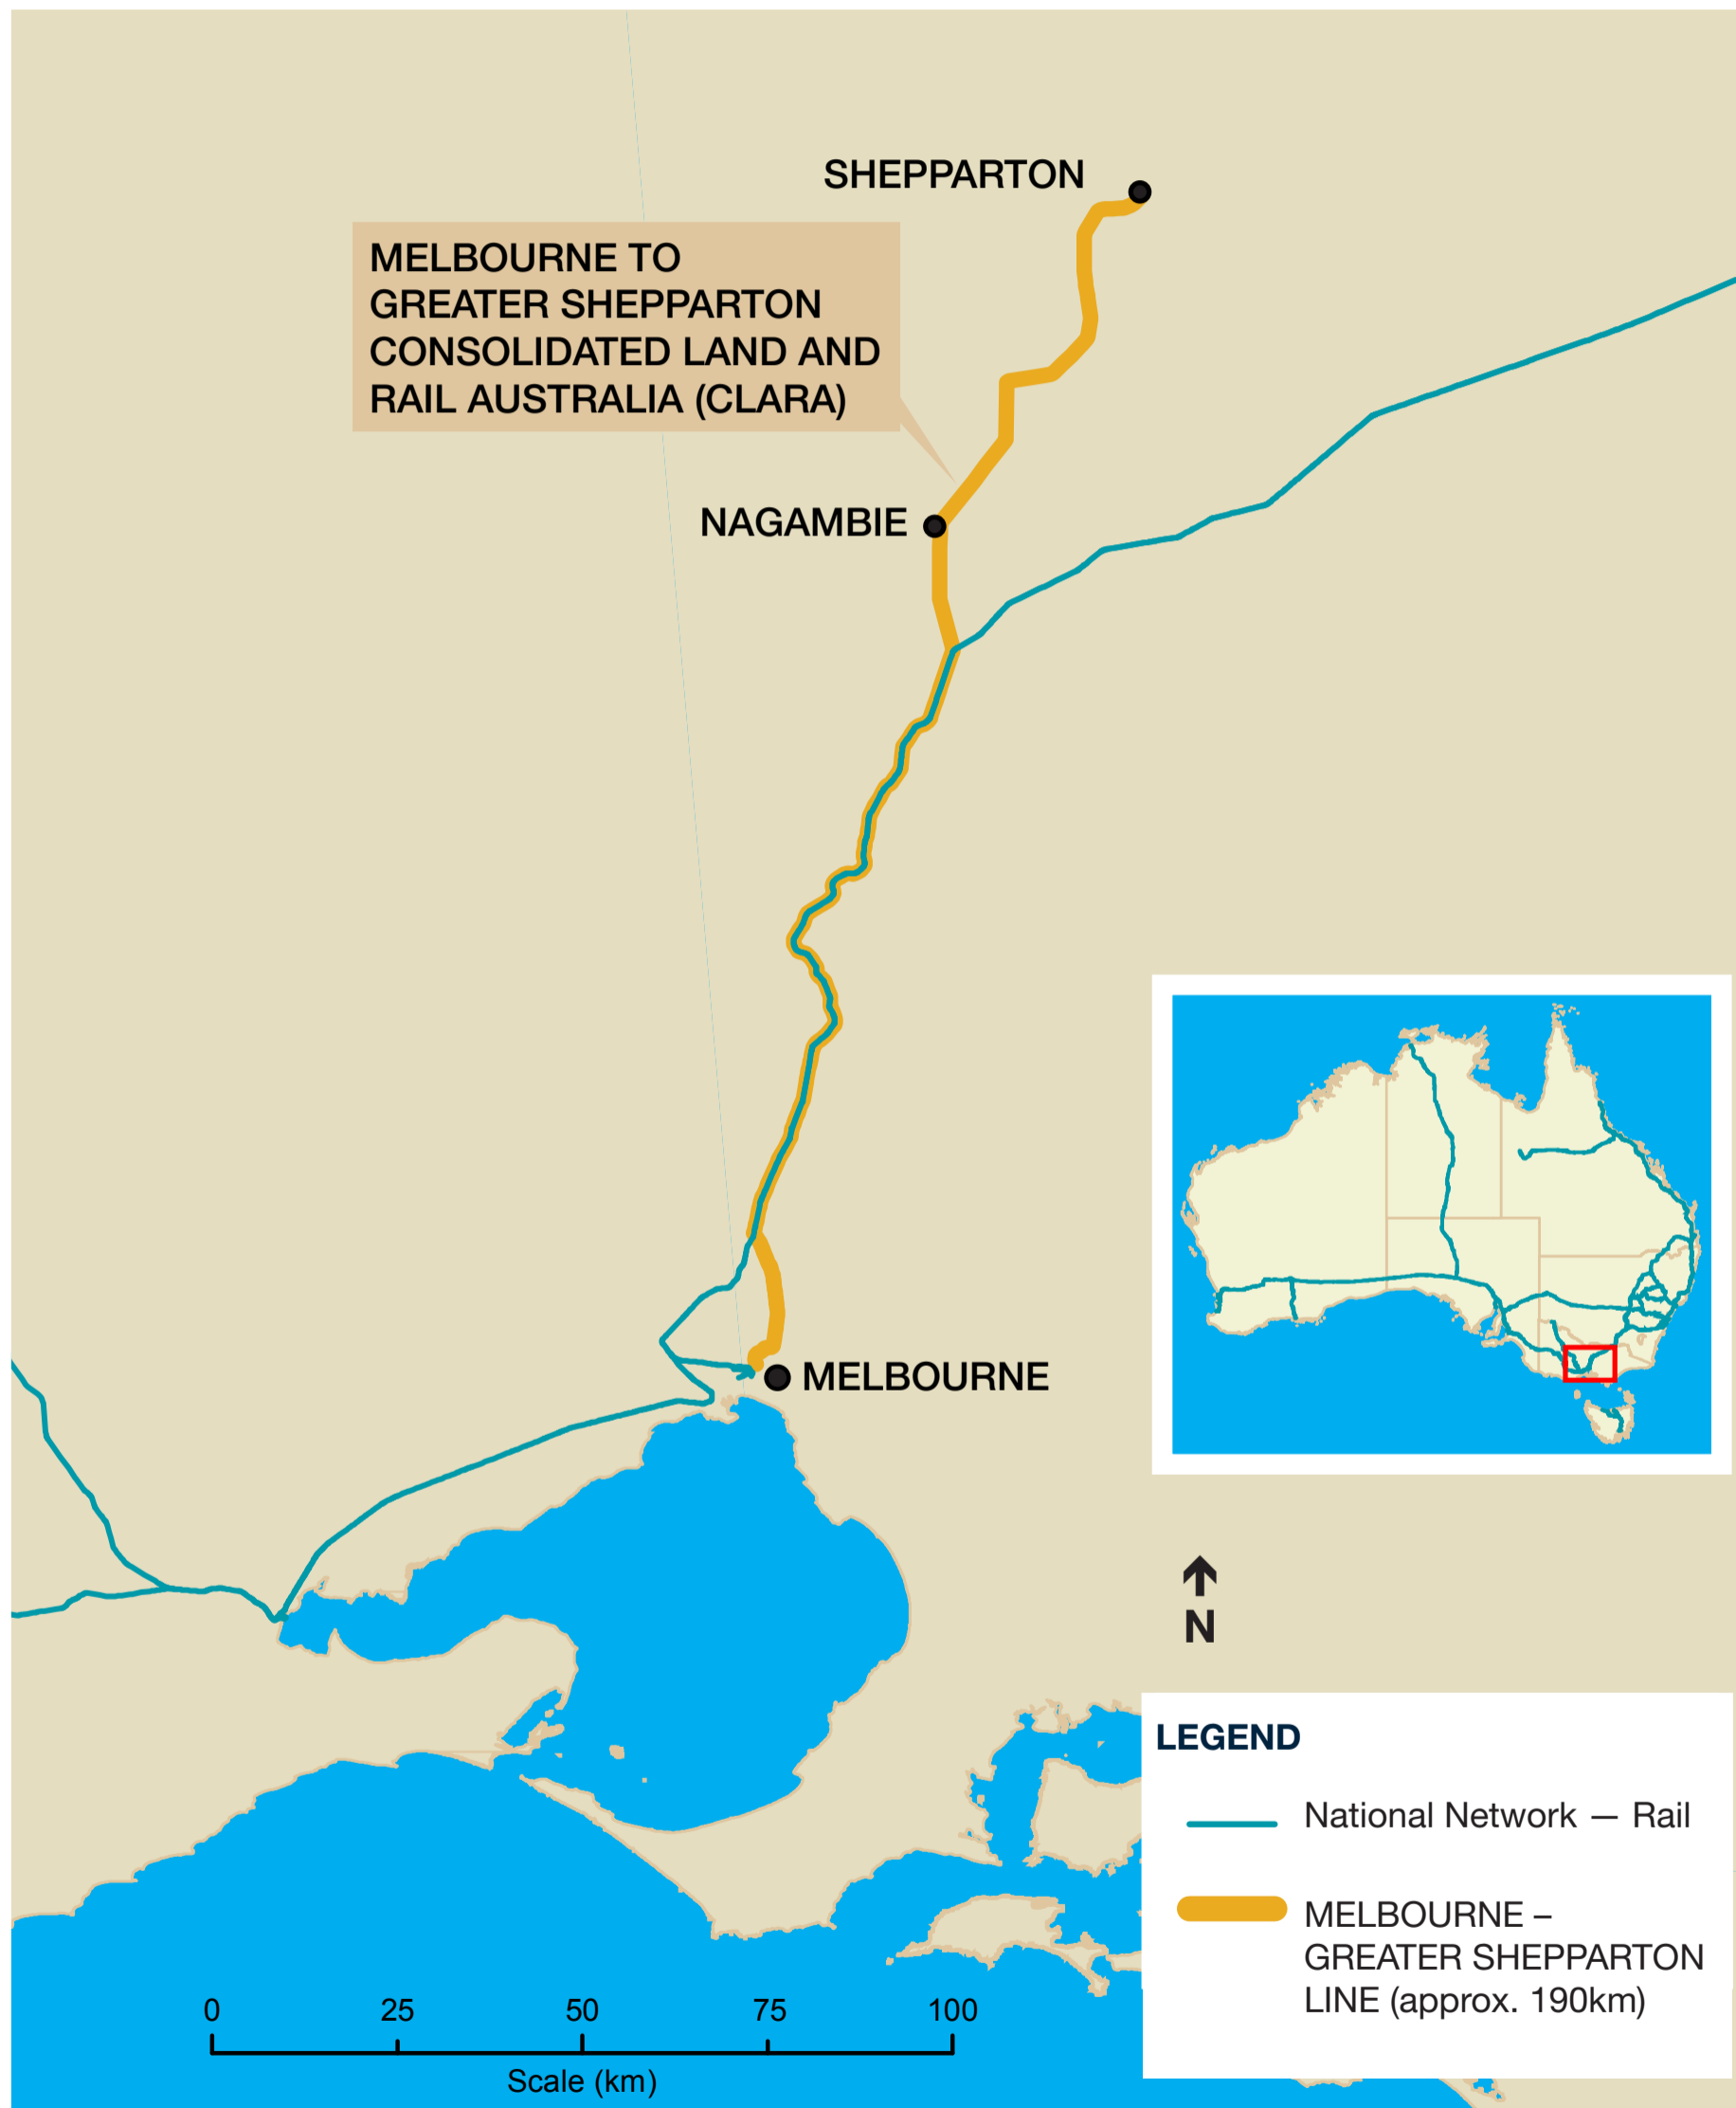 SHEPPARTON
MELBOURNE TO
GREATER SHEPPARTON
CONSOLIDATED LAND AND
RAIL AUSTRALIA (CLARA)
NAGAMBIE
MELBOURNE
N
LEGEND
National Network — Rail
MELBOURNE –
GREATER SHEPPARTON
LINE (approx. 190km)
0 25 50 75 100
Scale (km)